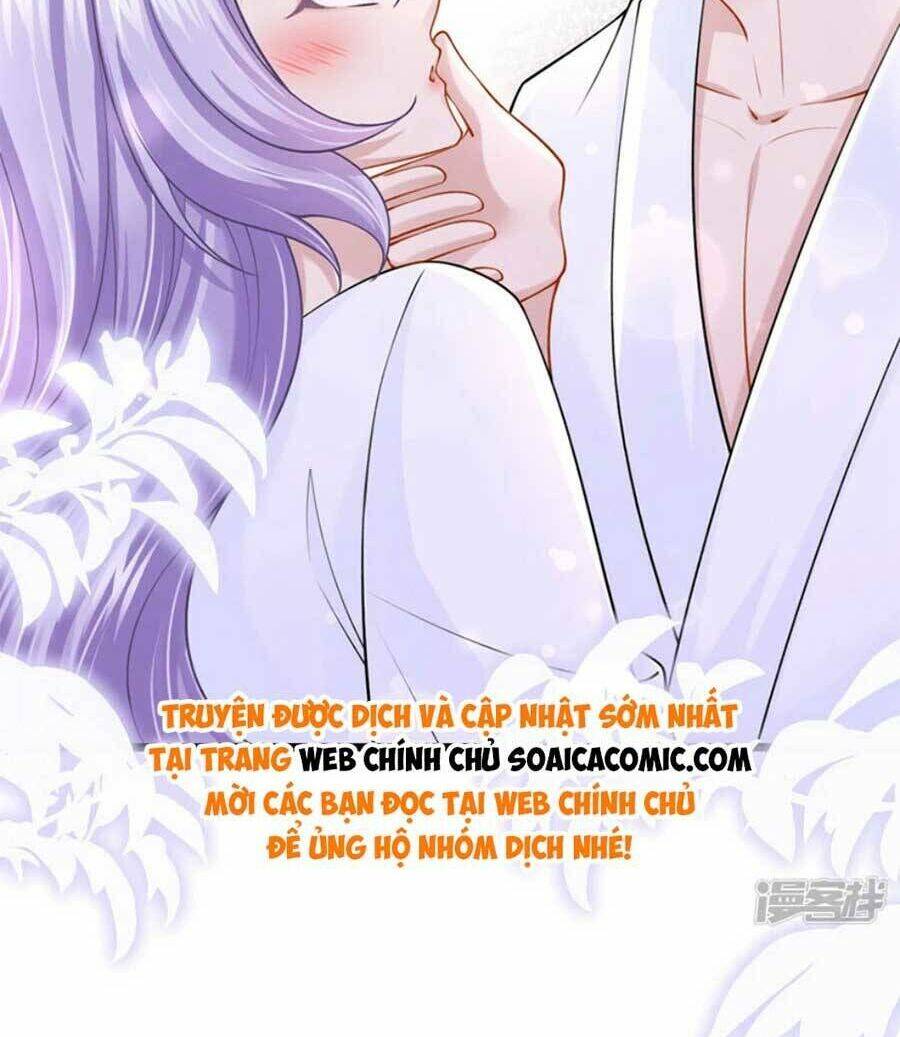 TRUYỆN ĐƯỢC DỊCH VÀ CẬP NHẬT SỚM NHẤT
TẠI TRANG WEB CHÍNH CHỦ SOAICACOMIC.COM
MỜI CÁC BẠN ĐỌC TẠI WEB CHÍNH CHỦ
ĐỂ ỦNG HỘ NHÓM DỊCH NHÉ!
漫客栈